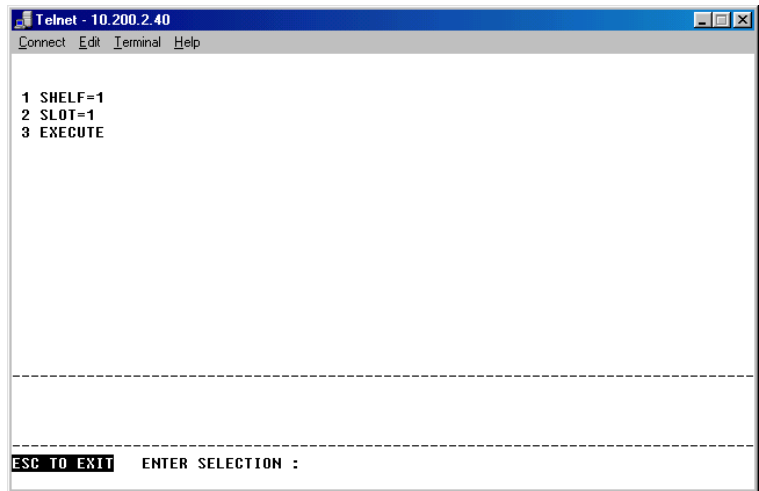 Telnet - 10.200.2.40
Connect Edit Terminal Help
1 SHELF=1
2 SLOT=1
3 EXECUTE
ESC TO EXIT ENTER SELECTION :